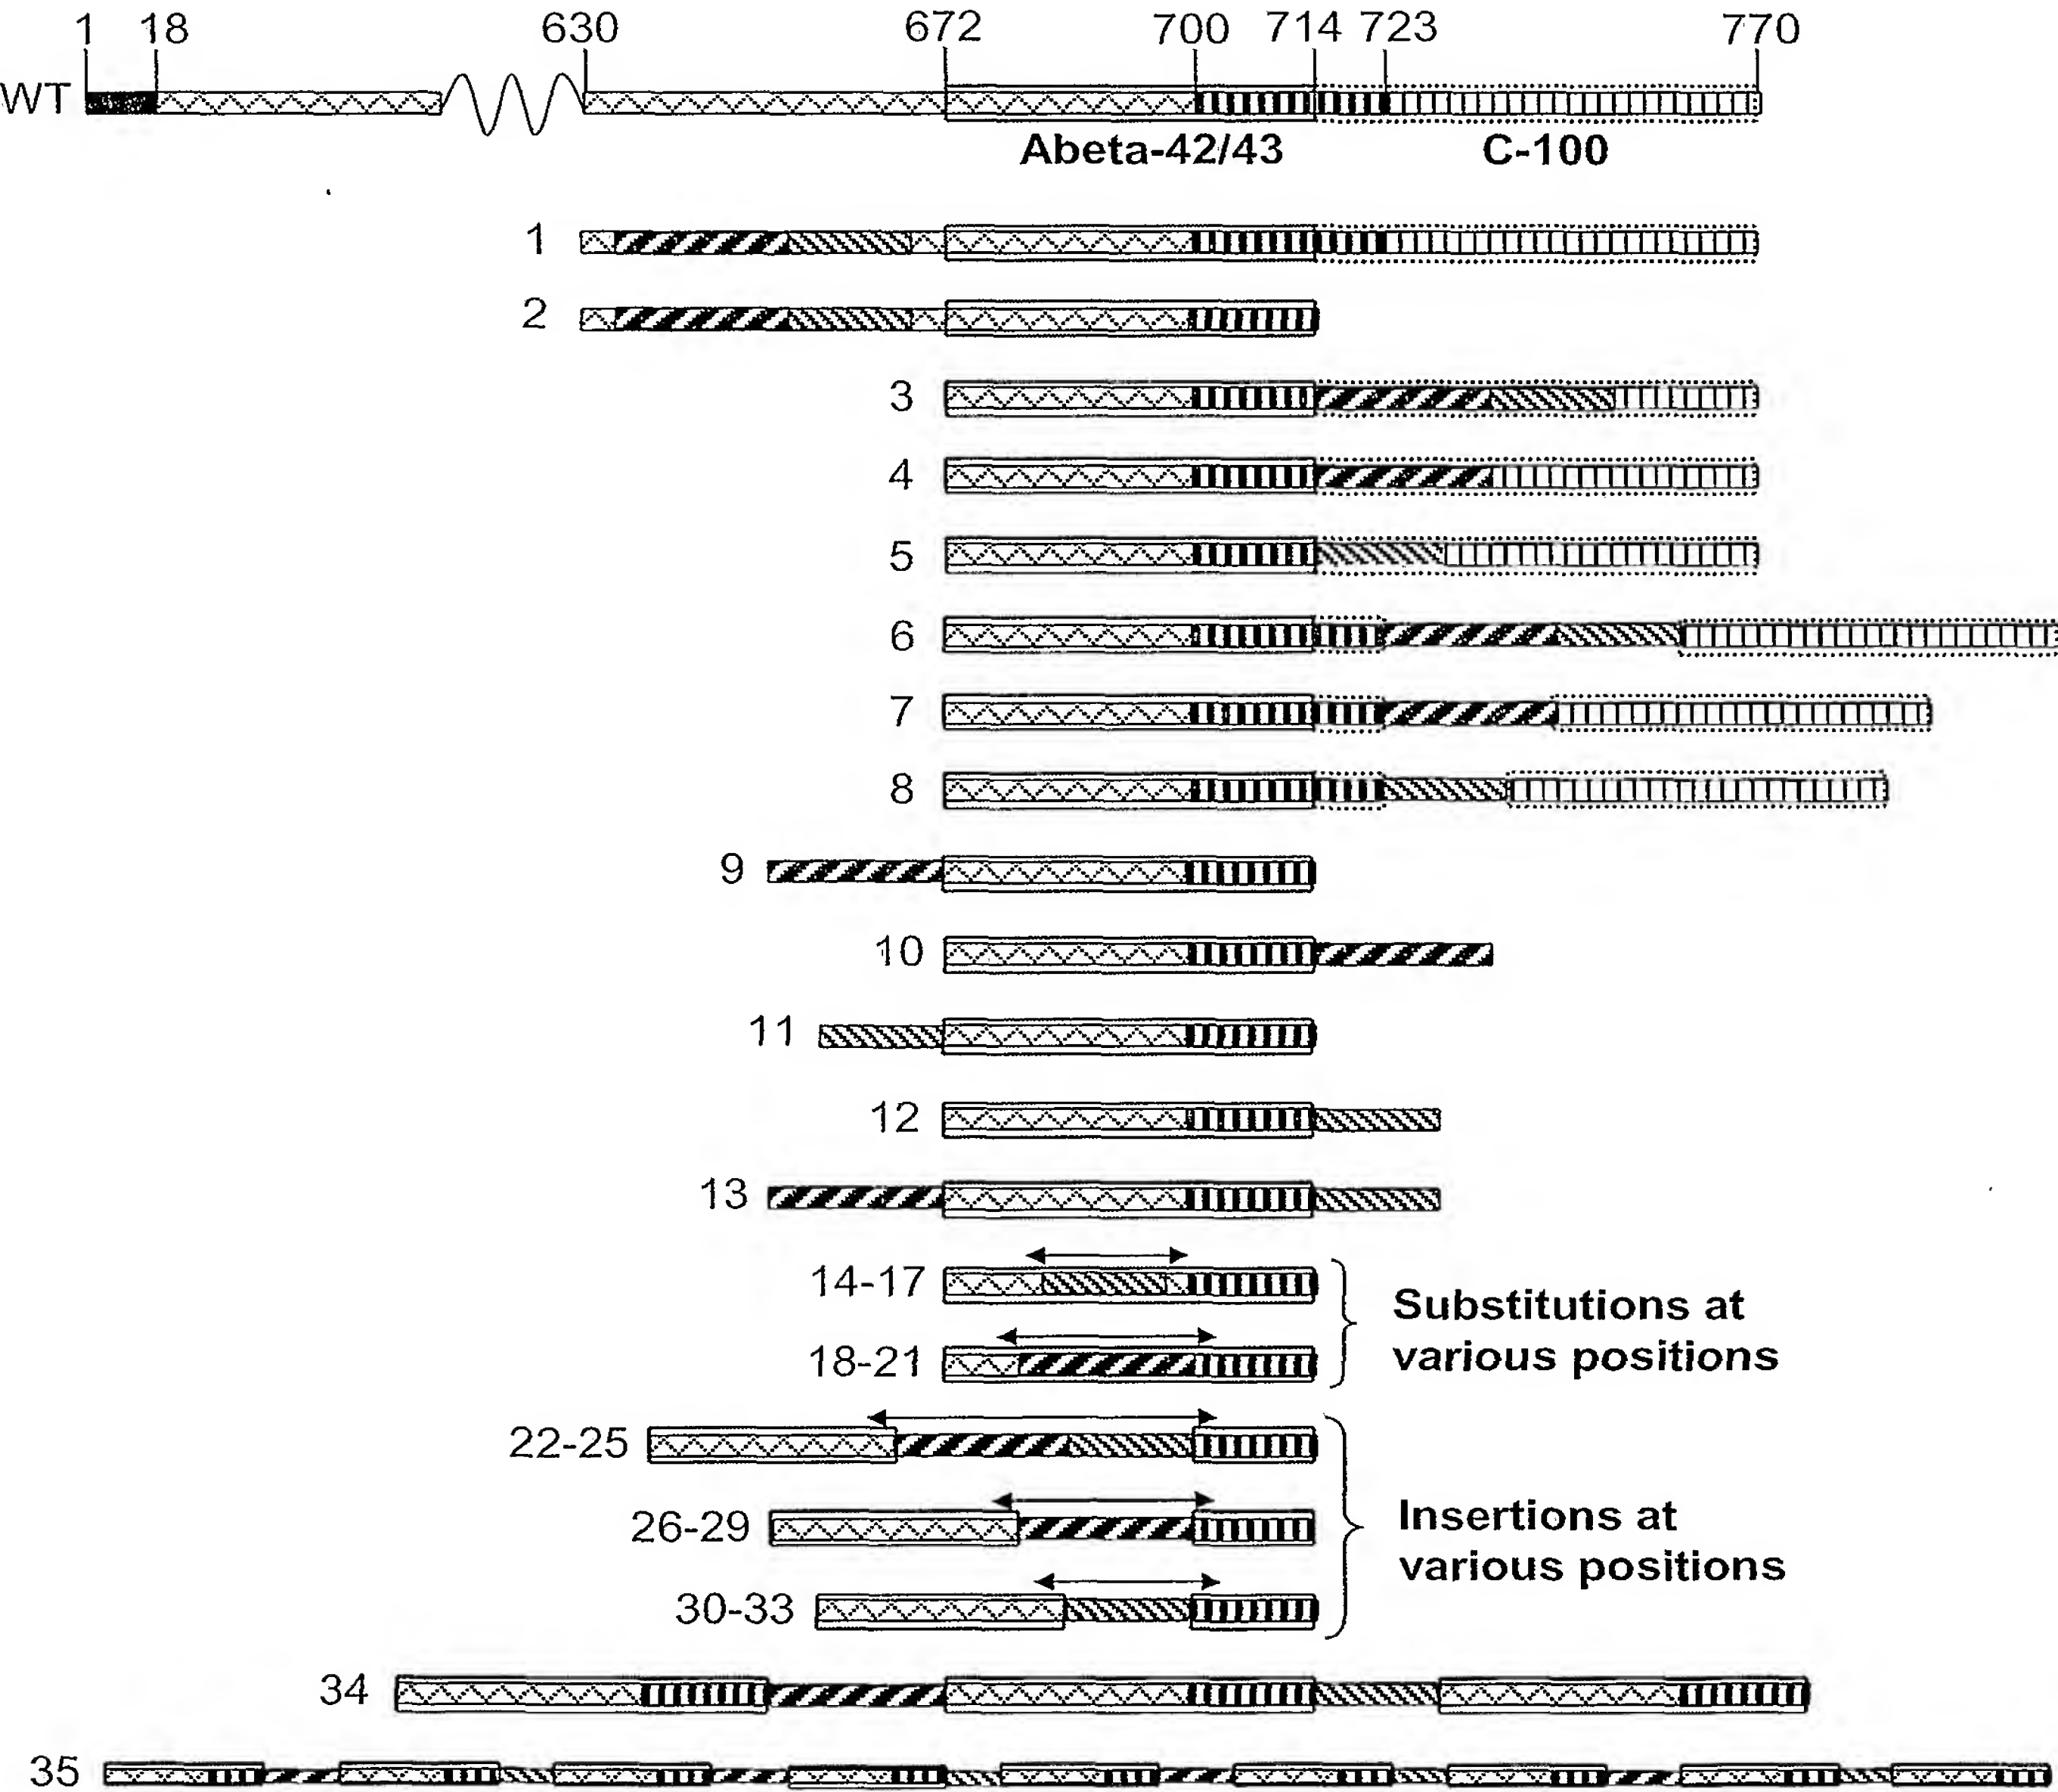 1 18 630 672 700 714 723 770
WT
Abeta-42/43 C-100
1
2
3
4
5
6
7
8
9
10
11
12
13
14-17
Substitutions at
various positions
18-21
22-25
26-29
Insertions at
various positions
30-33
34
35